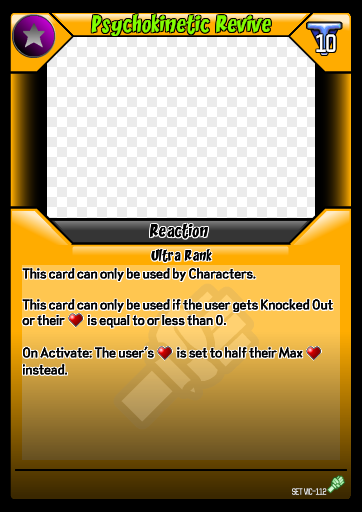 Psychokinetic Revive
10
Reaction
Ultra Rank
This card can only be used by Characters.
This card can only be used if the user gets Knocked Out
or their is equal to or less than 0.
On Activate: The user's is set to half their Max
instead.
SET VIC-112